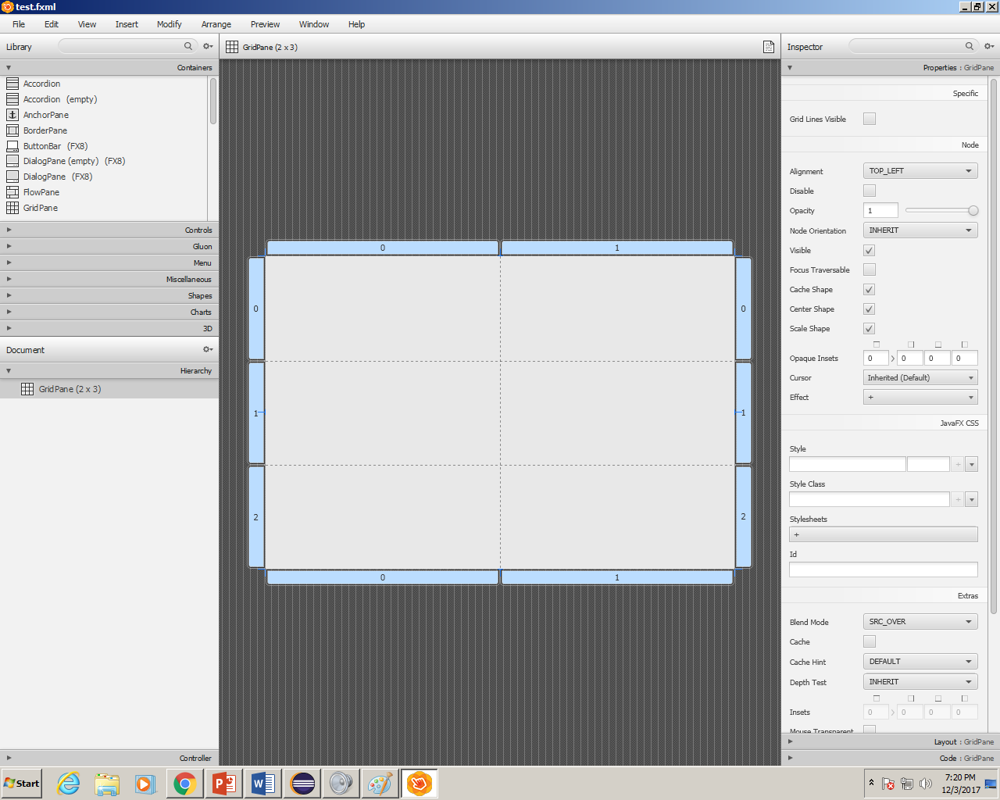 test.fxml
File Edit View Insert Modify Arrange Preview Window Help
Library
GridPane (2 x 3)
Inspector
Containers
Accordion
Accordion (empty)
AnchorPane
BorderPane
ButtonBar (FX8)
DialogPane (empty) (FX8)
DialogPane (FX8)
FlowPane
GridPane
Controls
Gluon
Menu
Miscellaneous
Shapes
Charts
3D
Document
Hierarchy
GridPane (2 x 3)
Controller
0 1
0 0
1 1
2 2
0 1
Properties : GridPane
Specific
Grid Lines Visible
Node
Alignment TOP_LEFT
Disable
Opacity 1
Node Orientation INHERIT
Visible
Focus Traversable
Cache Shape
Center Shape
Scale Shape
Opaque Insets 0 > 0 0 0
Cursor Inherited (Default)
Effect +
JavaFX CSS
Style
+
Style Class
+
Stylesheets
+
Id
Extras
Blend Mode SRC_OVER
Cache
Cache Hint DEFAULT
Depth Test INHERIT
Insets 0 > 0 0 0
Mouse Transparent
Layout : GridPane
Code : GridPane
Start
7:20 PM
12/3/2017